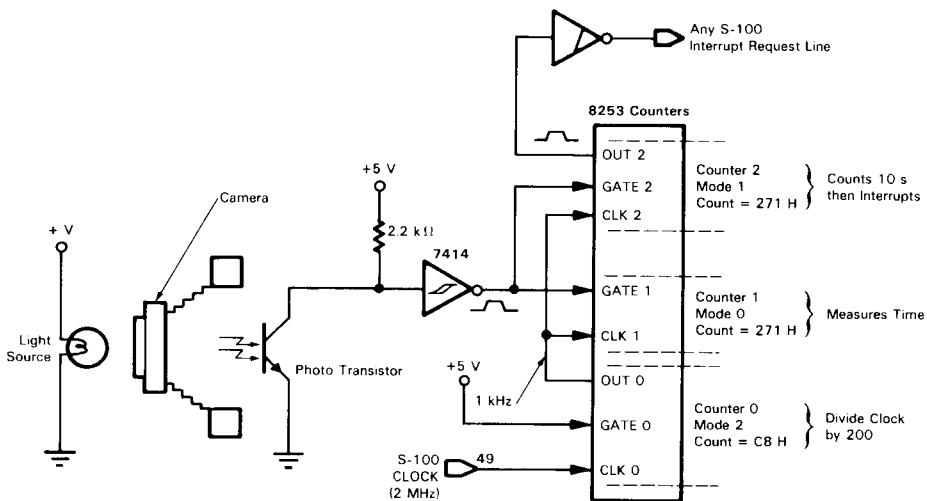 Any S-100
Interrupt Request Line
8253 Counters
OUT 2
GATE 2
CLK 2
Counter 2
Mode 1
Count = 271 H
Counts 10 s
then Interrupts
+5 V
2.2 kΩ
Camera
+ V
7414
GATE 1
CLK 1
Counter 1
Mode 0
Count = 271 H
Measures Time
Light
Source
Photo Transistor
+5 V
1 kHz
OUT 0
GATE 0
CLK 0
Counter 0
Mode 2
Count = C8 H
Divide Clock
by 200
S-100
CLOCK
(2 MHz)
49